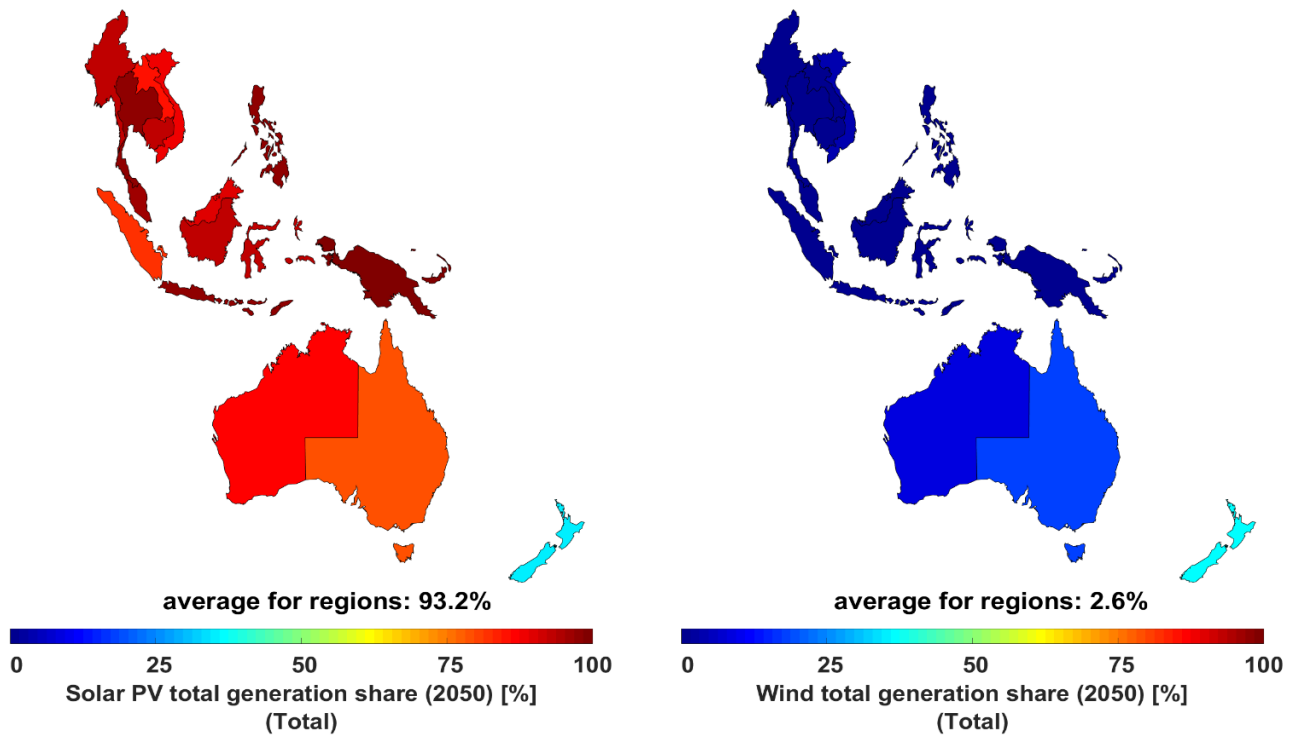 average for regions: 93.2%
0 25 50 75 100
Solar PV total generation share (2050) [%]
(Total)
average for regions: 2.6%
0 25 50 75 100
Wind total generation share (2050) [%]
(Total)